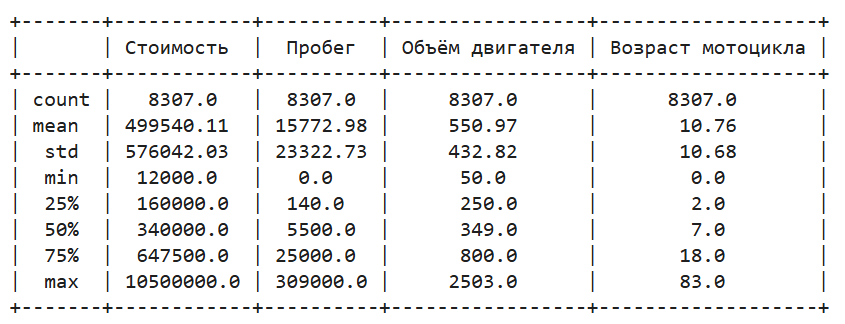 +-------+------------+----------+-----------------+-------------------+
|       | Стоимость  |  Пробег  | Объём двигателя | Возраст мотоцикла |
+-------+------------+----------+-----------------+-------------------+
| count |   8307.0   |  8307.0  |     8307.0      |      8307.0       |
| mean  | 499540.11  | 15772.98 |     550.97      |       10.76       |
|  std  | 576042.03  | 23322.73 |     432.82      |       10.68       |
|  min  |  12000.0   |   0.0    |      50.0       |        0.0        |
|  25%  |  160000.0  |  140.0   |      250.0      |        2.0        |
|  50%  |  340000.0  |  5500.0  |      349.0      |        7.0        |
|  75%  |  647500.0  | 25000.0  |      800.0      |       18.0        |
|  max  | 10500000.0 | 309000.0 |     2503.0      |       83.0        |
+-------+------------+----------+-----------------+-------------------+